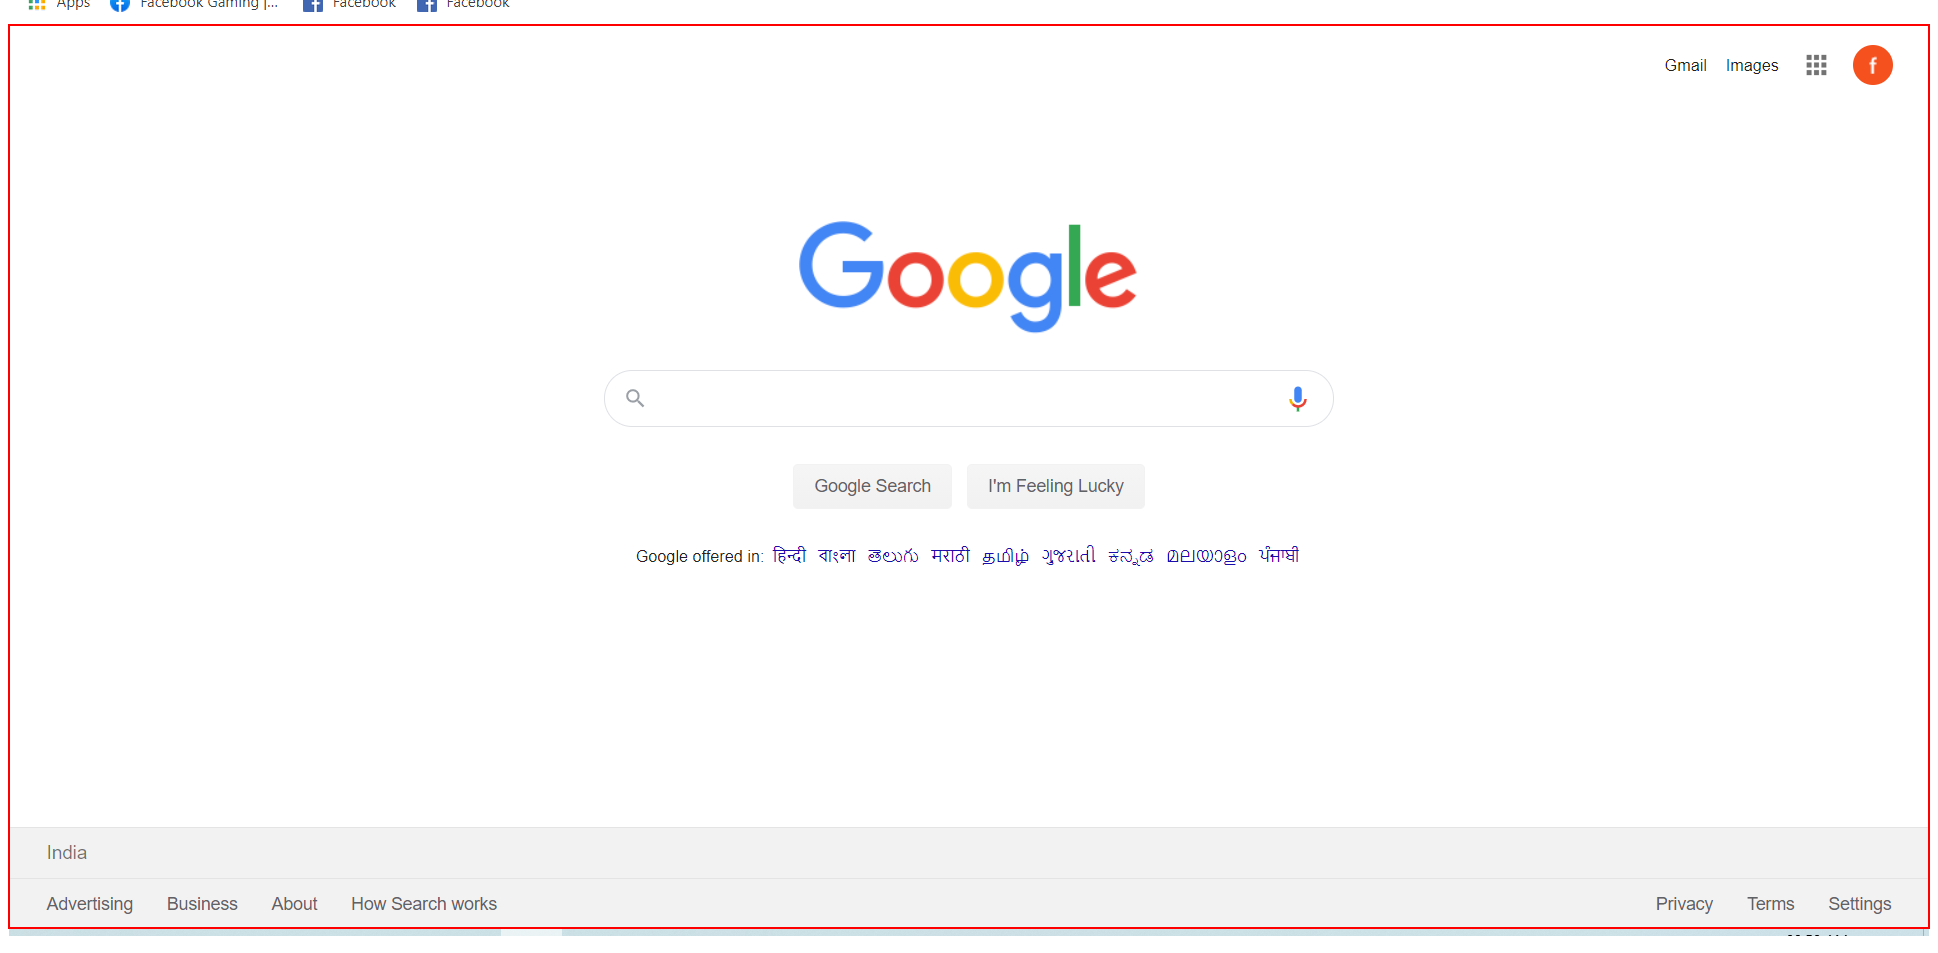 Apps Facebook Gaming |... Facebook Facebook
Gmail Images f
Google
Google Search I'm Feeling Lucky
Google offered in: हिन्दी বাংলা తెలుగు मराठी தமிழ் ગુજરાતી ಕನ್ನಡ മലയാളം ਪੰਜਾਬੀ
India
Advertising Business About How Search works Privacy Terms Settings